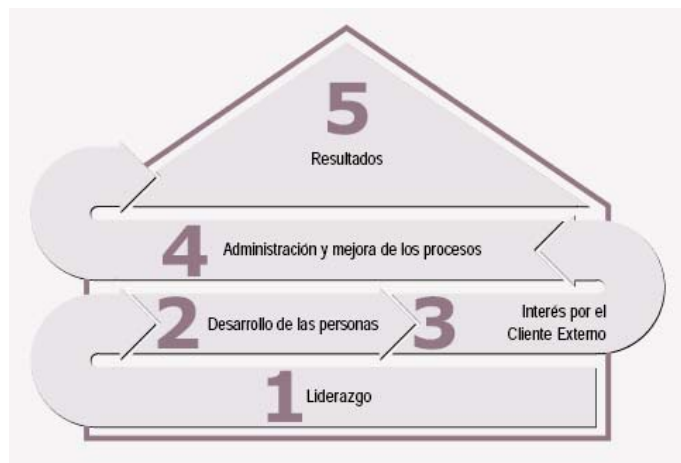 5
Resultados
4 Administración y mejora de los procesos
2 Desarrollo de las personas 3 Interés por el
Cliente Externo
1 Liderazgo